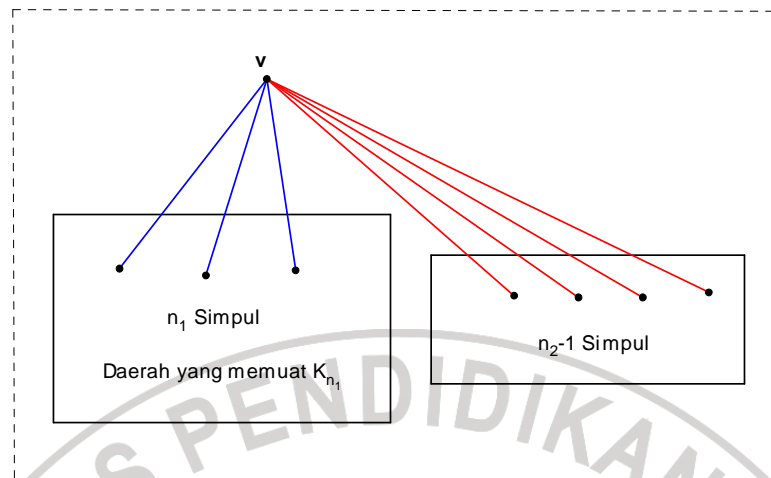 v
n₁ Simpul
Daerah yang memuat Kₙ₁
n₂-1 Simpul
S PENDIDIKAN